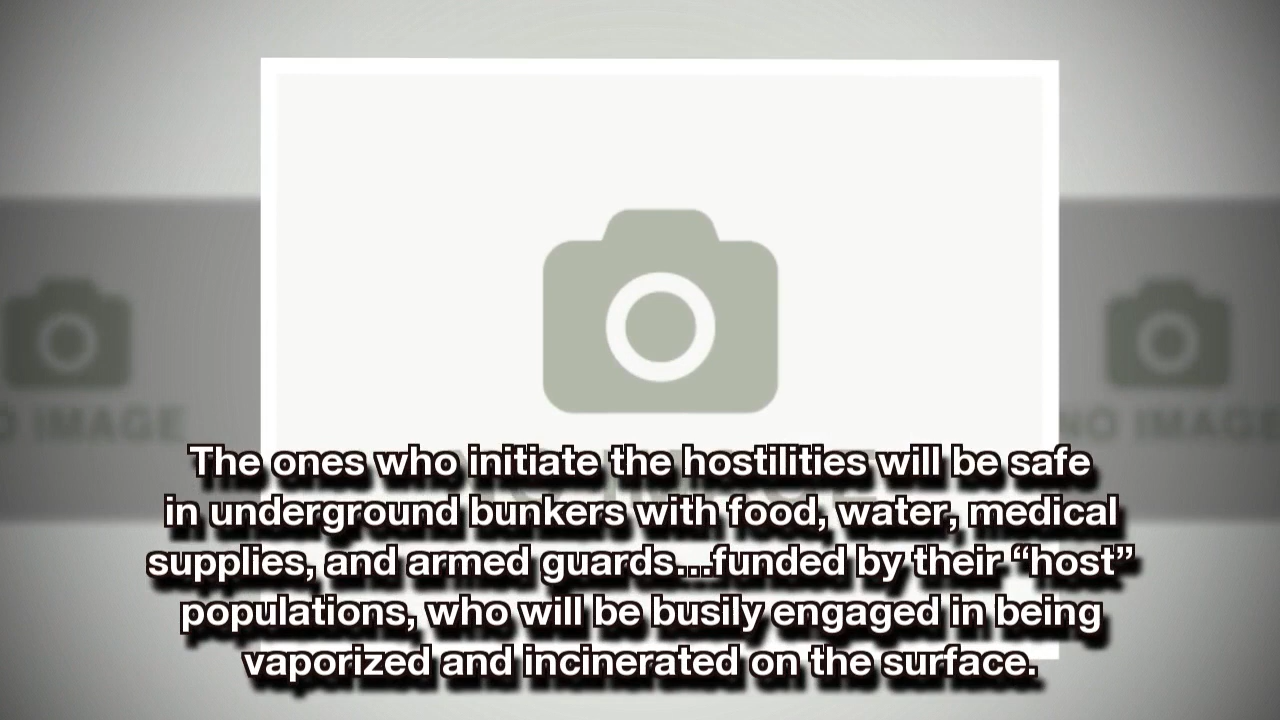 NO IMAGE
The ones who initiate the hostilities will be safe
in underground bunkers with food, water, medical
supplies, and armed guards...funded by their “host”
populations, who will be busily engaged in being
vaporized and incinerated on the surface.